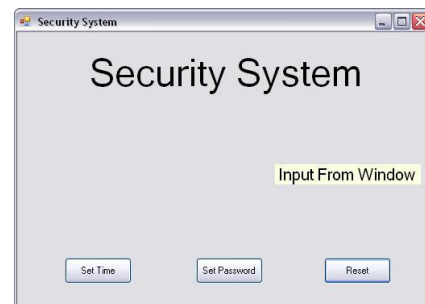 Security System
Security System
Input From Window
Set Time Set Password Reset